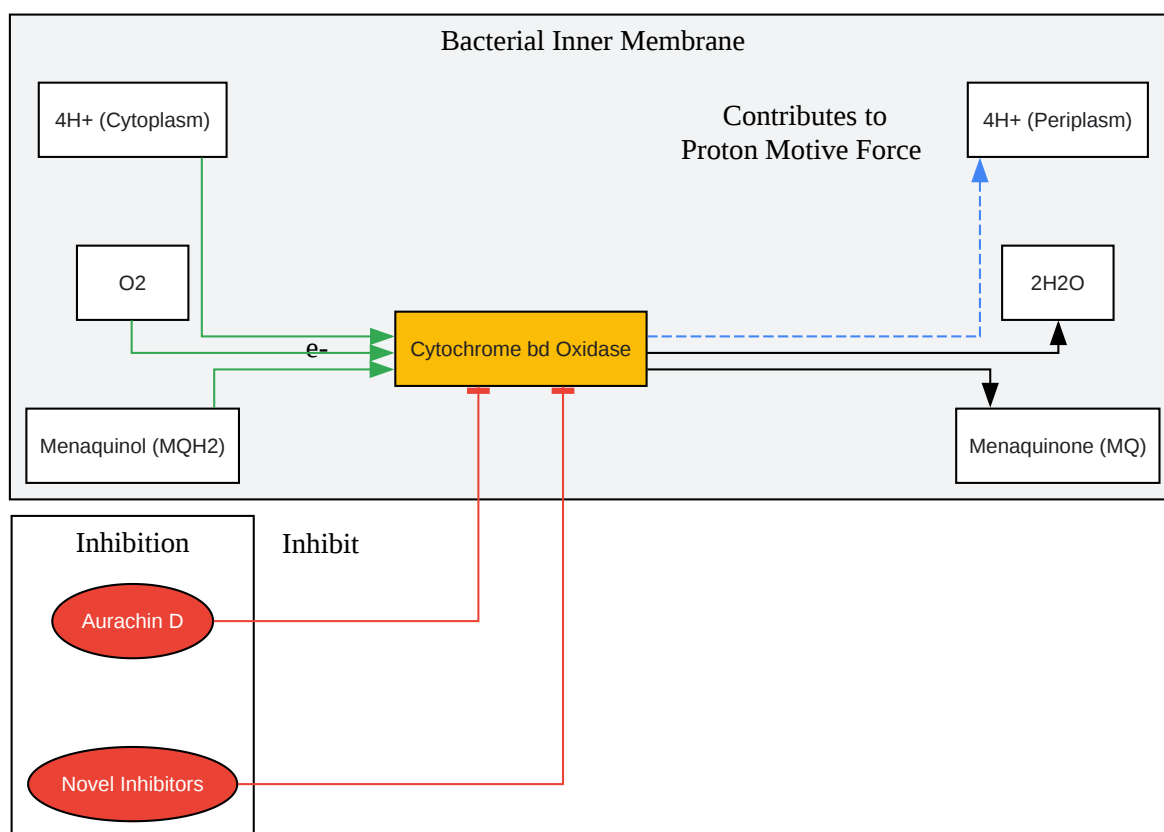 Bacterial Inner Membrane
4H+ (Cytoplasm)
Contributes to
Proton Motive Force
4H+ (Periplasm)
O2
2H2O
e-
Cytochrome bd Oxidase
Menaquinol (MQH2)
Menaquinone (MQ)
Inhibition
Inhibit
Aurachin D
Novel Inhibitors